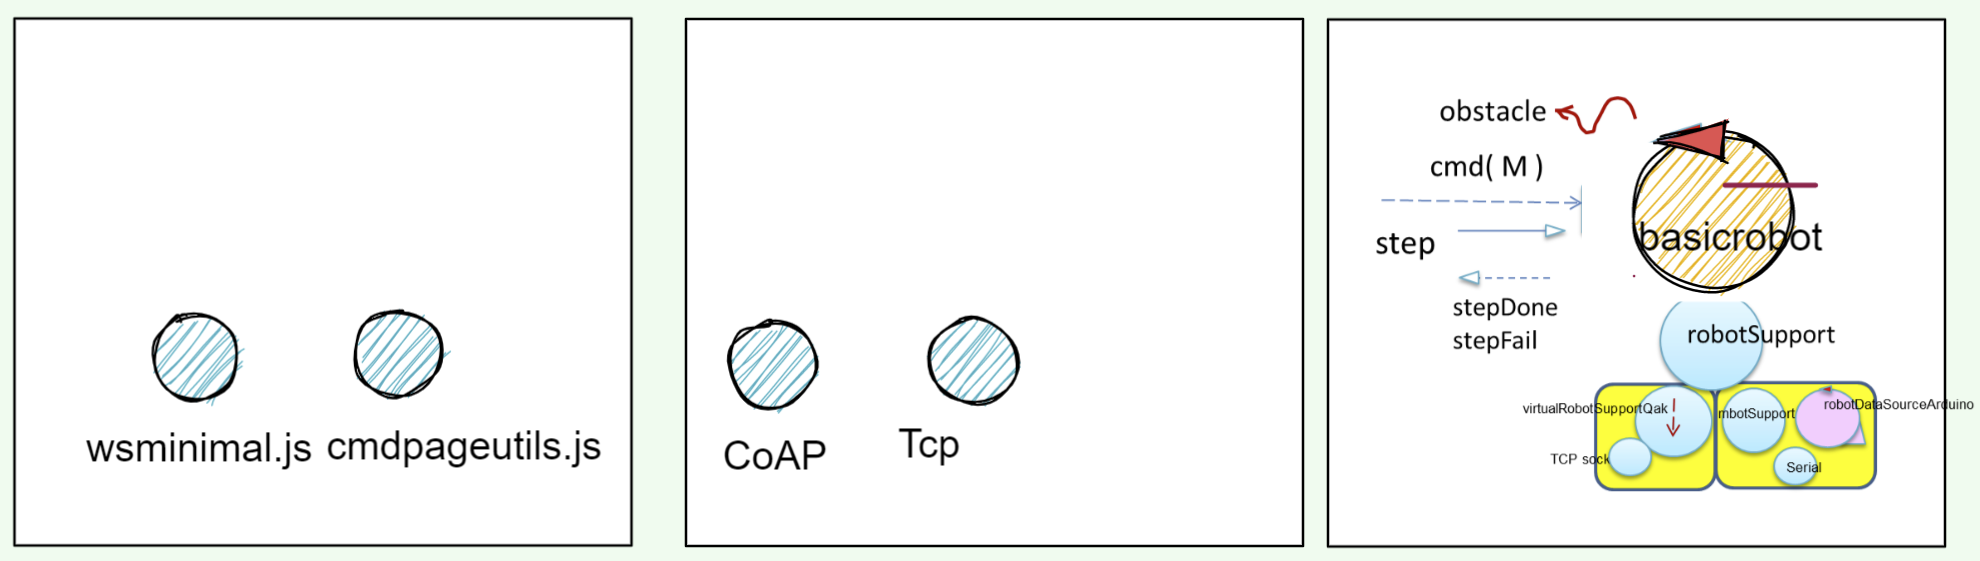 wsminimal.js
cmdpageutils.js
CoAP
Tcp
obstacle
cmd( M )
step
stepDone
stepFail
basicrobot
robotSupport
virtualRobotSupportQak
TCP sock
mbotSupport
robotDataSourceArduino
Serial